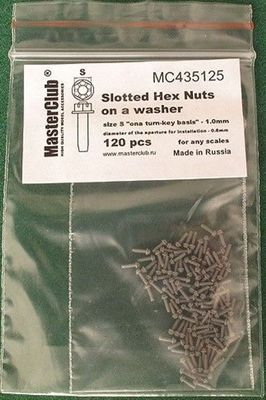 MasterClub
HIGH QUALITY WHEEL ACCESSORIES
S
MC435125
Slotted Hex Nuts
on a washer
size S "ona turn-key basis" - 1.0mm
diameter of the aperture for installation - 0.6mm
120 pcs
for any scales
www.masterclub.ru
Made in Russia